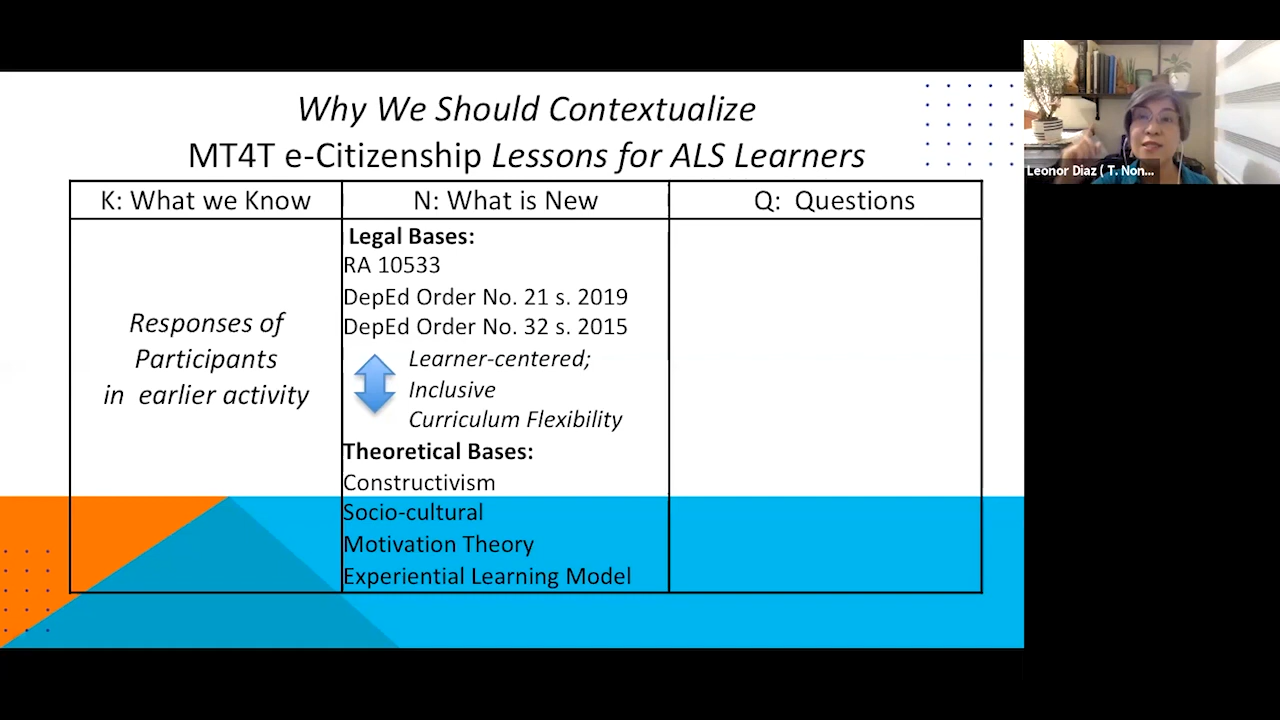 Why We Should Contextualize
MT4T e-Citizenship Lessons for ALS Learners
K: What we Know
N: What is New
Q: Questions
Responses of
Participants
in earlier activity
Legal Bases:
RA 10533
DepEd Order No. 21 s. 2019
DepEd Order No. 32 s. 2015
Learner-centered;
Inclusive
Curriculum Flexibility
Theoretical Bases:
Constructivism
Socio-cultural
Motivation Theory
Experiential Learning Model
Leonor Diaz ( T. Non...